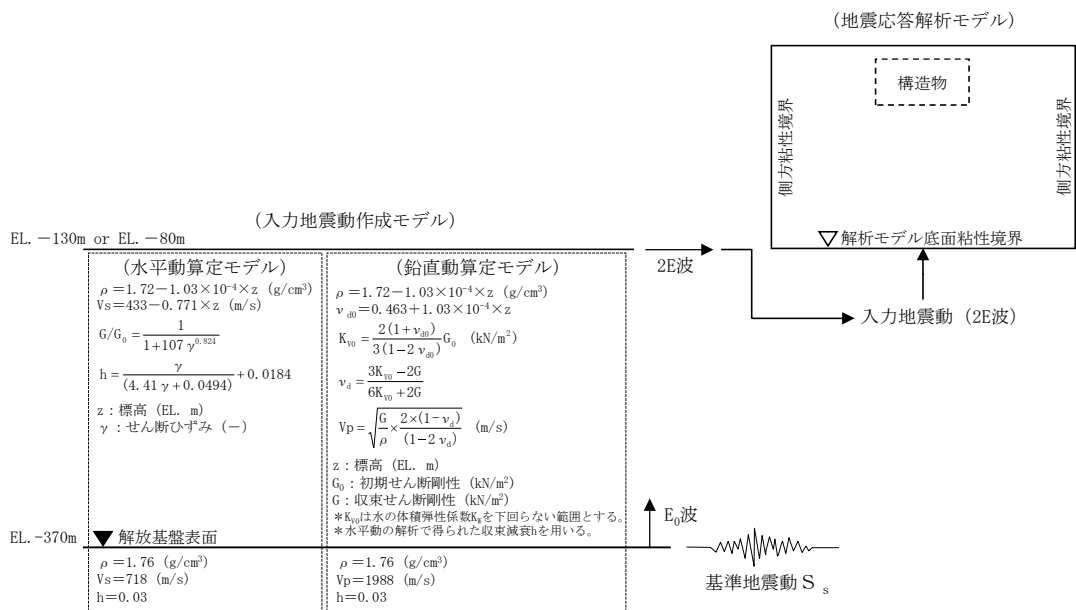 (地震応答解析モデル)
構造物
側方粘性境界
側方粘性境界
▽解析モデル底面粘性境界
(入力地震動作成モデル)
EL.-130m or EL.-80m
2E波
入力地震動 (2E波)
(水平動算定モデル)
ρ=1.72-1.03×10⁻⁴×z (g/cm³)
Vs=433-0.771×z (m/s)
G/G₀=1/(1+107γ^0.824)
h=γ/(4.41γ+0.0494)+0.0184
z:標高(EL. m)
γ:せん断ひずみ(-)
(鉛直動算定モデル)
ρ=1.72-1.03×10⁻⁴×z (g/cm³)
ν_d0=0.463+1.03×10⁻⁴×z
K_V0=2(1+ν_d0)/3(1-2ν_d0) G₀ (kN/m²)
ν_d=(3K_V0-2G)/(6K_V0+2G)
Vp=√(G/ρ×2×(1-ν_d)/(1-2ν_d)) (m/s)
z:標高(EL. m)
G₀:初期せん断剛性(kN/m²)
G:収束せん断剛性(kN/m²)
*K_V0は水の体積弾性係数K_Wを下回らない範囲とする。
*水平動の解析で得られた収束減衰hを用いる。
E₀波
EL.-370m
▼解放基盤表面
基準地震動Sₛ
ρ=1.76 (g/cm³)
Vs=718 (m/s)
h=0.03
ρ=1.76 (g/cm³)
Vp=1988 (m/s)
h=0.03